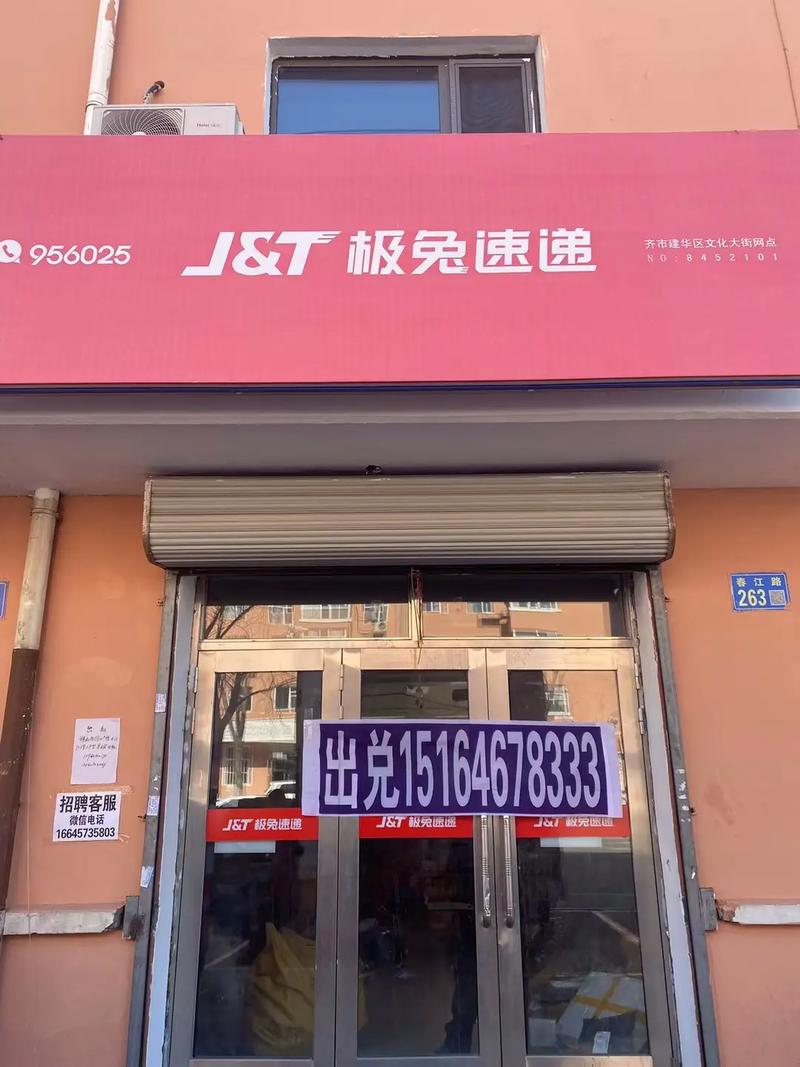 956025
J&T 极兔速递
齐市建华区文化大街网点
NO:8452101
春江路
263
出兑15164678333
J&T 极兔速递
J&T 极兔速递
J&T 极兔速递
招聘客服
微信电话
16645735803